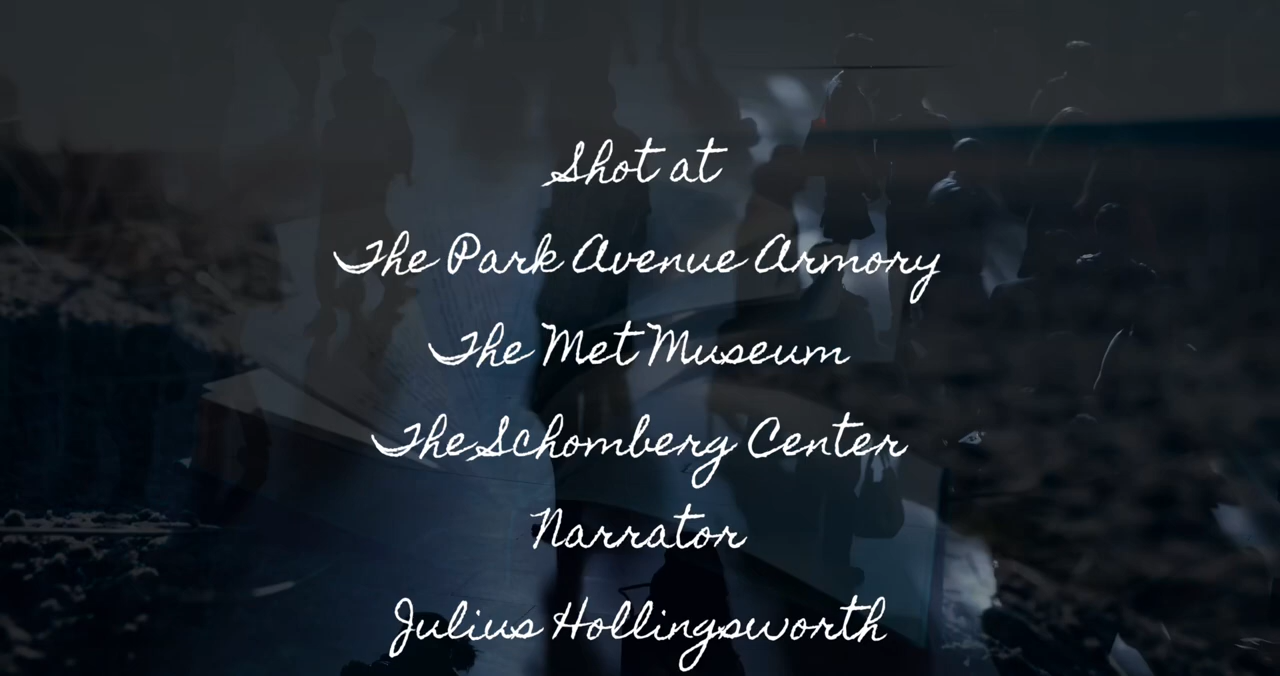 Shot at
The Park Avenue Armory
The Met Museum
The Schomberg Center
Narrator
Julius Hollingsworth